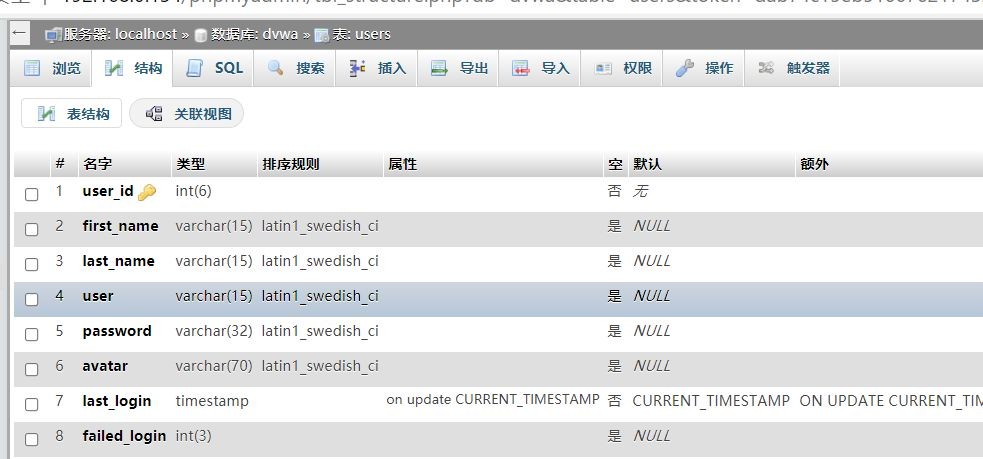 服务器: localhost » 数据库: dvwa » 表: users
浏览 结构 SQL 搜索 插入 导出 导入 权限 操作 触发器
表结构 关联视图
# 名字 类型 排序规则 属性 空 默认 额外
1 user_id int(6) 否 无
2 first_name varchar(15) latin1_swedish_ci 是 NULL
3 last_name varchar(15) latin1_swedish_ci 是 NULL
4 user varchar(15) latin1_swedish_ci 是 NULL
5 password varchar(32) latin1_swedish_ci 是 NULL
6 avatar varchar(70) latin1_swedish_ci 是 NULL
7 last_login timestamp on update CURRENT_TIMESTAMP 否 CURRENT_TIMESTAMP ON UPDATE CURRENT_TIM
8 failed_login int(3) 是 NULL